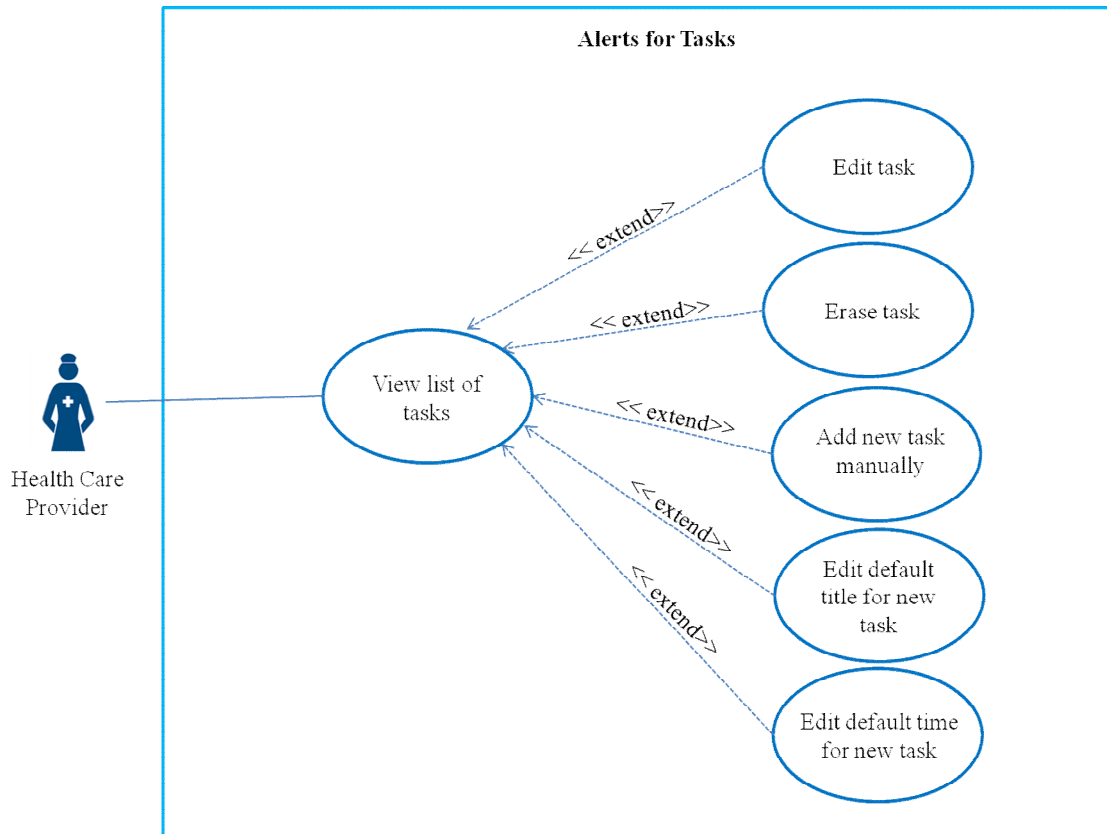 Alerts for Tasks
Edit task
<< extend>>
Erase task
<< extend>>
View list of
tasks
<< extend>>
Add new task
manually
Health Care
Provider
<< extend>>
Edit default
title for new
task
<< extend>>
Edit default time
for new task